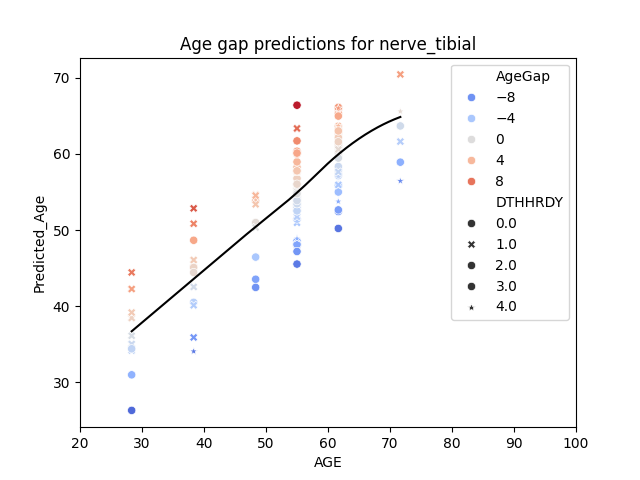 Age gap predictions for nerve_tibial
Predicted_Age
70
60
50
40
30
20 30 40 50 60 70 80 90 100
AGE
AgeGap
−8
−4
0
4
8
DTHHRDY
0.0
1.0
2.0
3.0
4.0